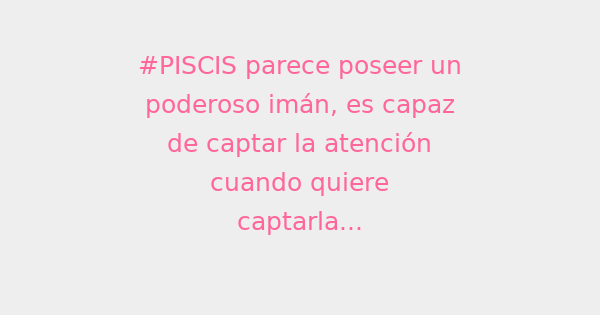 #PISCIS parece poseer un
poderoso imán, es capaz
de captar la atención
cuando quiere
captarla...